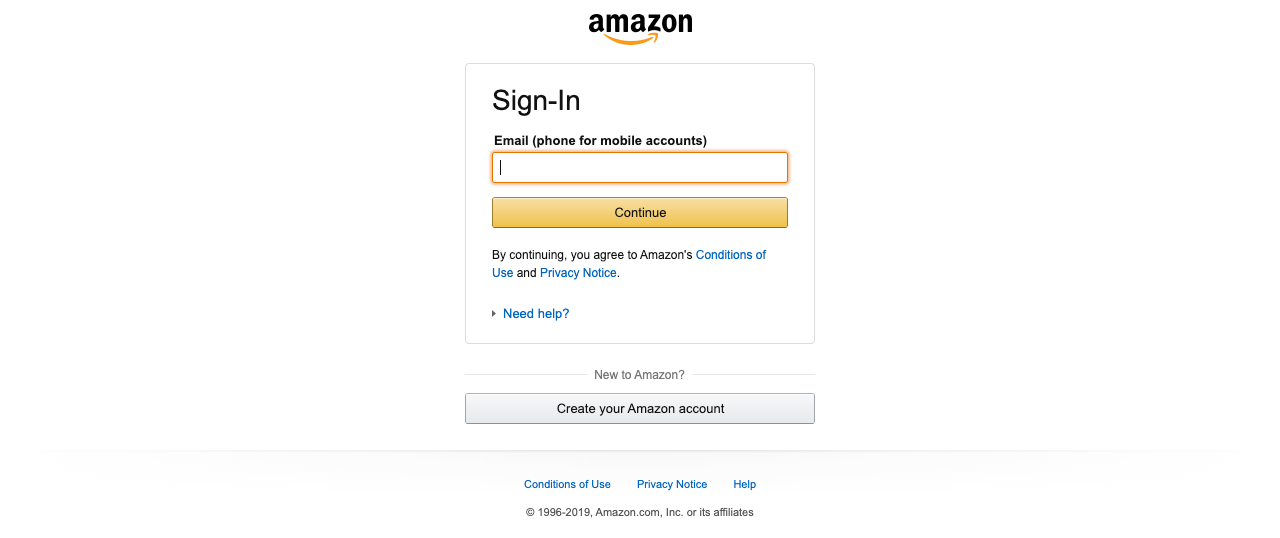 amazon
Sign-In
Email (phone for mobile accounts)
Continue
By continuing, you agree to Amazon's Conditions of
Use and Privacy Notice.
Need help?
New to Amazon?
Create your Amazon account
Conditions of Use Privacy Notice Help
© 1996-2019, Amazon.com, Inc. or its affiliates